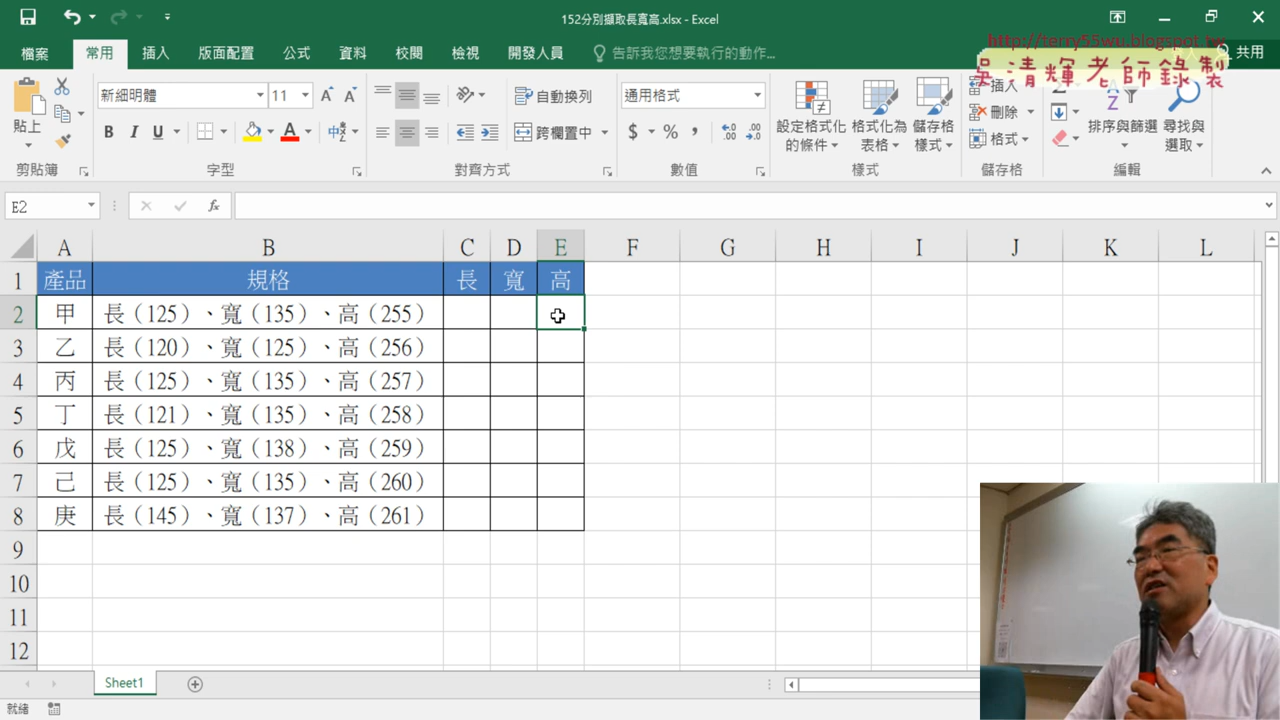 152分別擷取長寬高.xlsx - Excel
http://terry55wu.blogspot.tw
吳清輝老師錄製
檔案 常用 插入 版面配置 公式 資料 校閱 檢視 開發人員 告訴我您想要執行的動作... 共用
貼上
新細明體 11
B I U
中ž
自動換列
跨欄置中
通用格式
$ % ,
設定格式化的條件
格式化為表格
儲存格樣式
插入
刪除
格式
排序與篩選
尋找與選取
剪貼簿 字型 對齊方式 數值 樣式 儲存格 編輯
E2 fx
A B C D E F G H I J K L
1 產品 規格 長 寬 高
2 甲 長（125）、寬（135）、高（255）
3 乙 長（120）、寬（125）、高（256）
4 丙 長（125）、寬（135）、高（257）
5 丁 長（121）、寬（135）、高（258）
6 戊 長（125）、寬（138）、高（259）
7 己 長（125）、寬（135）、高（260）
8 庚 長（145）、寬（137）、高（261）
9
10
11
12
Sheet1
就緒